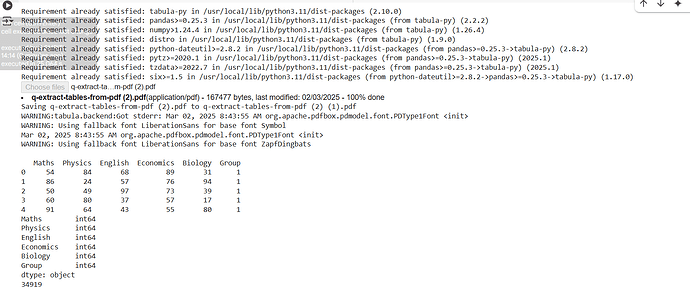 Requirement already satisfied: tabula-py in /usr/local/lib/python3.11/dist-packages (2.10.0)
Requirement already satisfied: pandas>=0.25.3 in /usr/local/lib/python3.11/dist-packages (from tabula-py) (2.2.2)
Requirement already satisfied: numpy>1.24.4 in /usr/local/lib/python3.11/dist-packages (from tabula-py) (1.26.4)
Requirement already satisfied: distro in /usr/local/lib/python3.11/dist-packages (from tabula-py) (1.9.0)
Requirement already satisfied: python-dateutil>=2.8.2 in /usr/local/lib/python3.11/dist-packages (from pandas>=0.25.3->tabula-py) (2.8.2)
Requirement already satisfied: pytz>=2020.1 in /usr/local/lib/python3.11/dist-packages (from pandas>=0.25.3->tabula-py) (2025.1)
Requirement already satisfied: tzdata>=2022.7 in /usr/local/lib/python3.11/dist-packages (from pandas>=0.25.3->tabula-py) (2025.1)
Requirement already satisfied: six>=1.5 in /usr/local/lib/python3.11/dist-packages (from python-dateutil>=2.8.2->pandas>=0.25.3->tabula-py) (1.17.0)
Choose files q-extract-ta...m-pdf (2).pdf
• q-extract-tables-from-pdf (2).pdf(application/pdf) - 167477 bytes, last modified: 02/03/2025 - 100% done
Saving q-extract-tables-from-pdf (2).pdf to q-extract-tables-from-pdf (2) (1).pdf
WARNING:tabula.backend:Got stderr: Mar 02, 2025 8:43:55 AM org.apache.pdfbox.pdmodel.font.PDType1Font <init>
WARNING: Using fallback font LiberationSans for base font Symbol
Mar 02, 2025 8:43:55 AM org.apache.pdfbox.pdmodel.font.PDType1Font <init>
WARNING: Using fallback font LiberationSans for base font ZapfDingbats
Maths Physics English Economics Biology Group
0 54 84 68 89 31 1
1 86 24 57 76 94 1
2 50 49 97 73 39 1
3 60 80 37 57 17 1
4 91 64 43 55 80 1
Maths int64
Physics int64
English int64
Economics int64
Biology int64
Group int64
dtype: object
34919